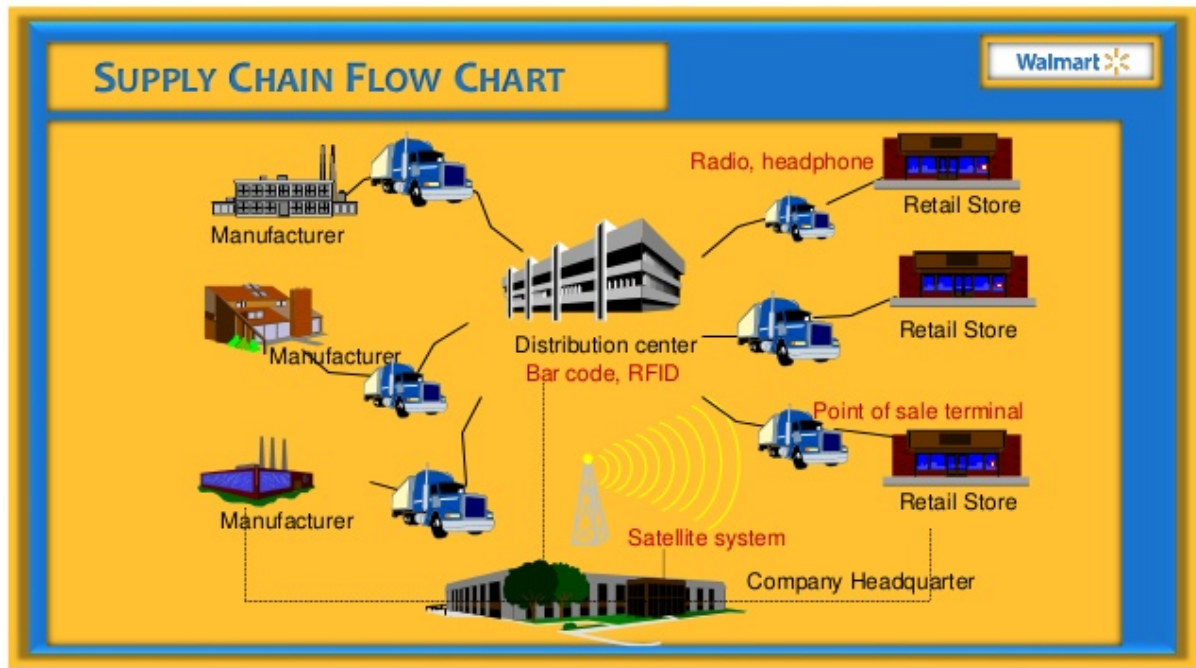 SUPPLY CHAIN FLOW CHART
Walmart
Radio, headphone
Retail Store
Manufacturer
Retail Store
Manufacturer
Distribution center
Bar code, RFID
Point of sale terminal
Retail Store
Manufacturer
Satellite system
Company Headquarter